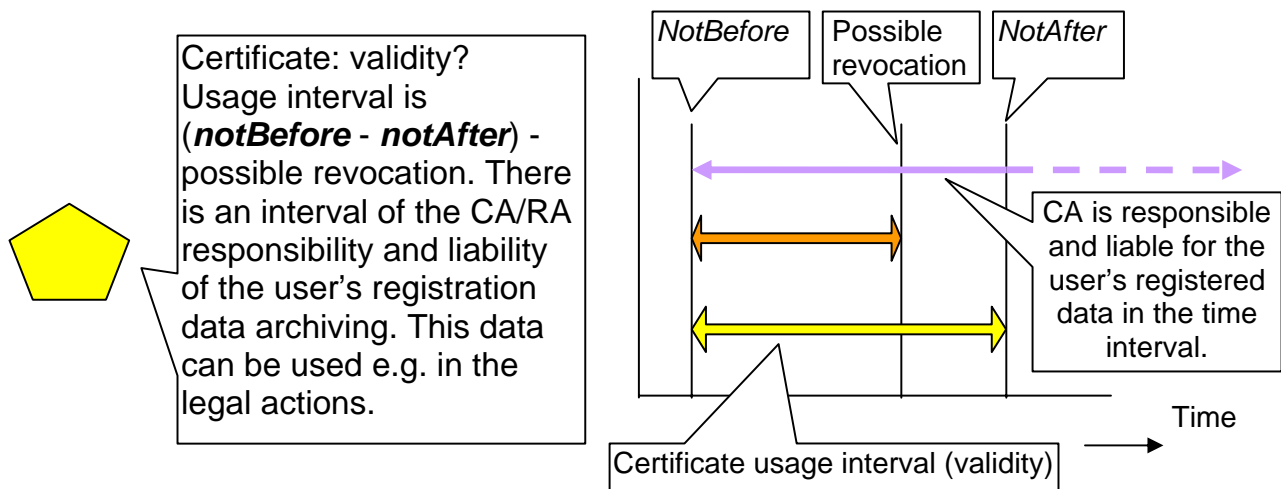 Certificate: validity?
Usage interval is
(notBefore - notAfter) -
possible revocation. There
is an interval of the CA/RA
responsibility and liability
of the user's registration
data archiving. This data
can be used e.g. in the
legal actions.
NotBefore
Possible
revocation
NotAfter
CA is responsible
and liable for the
user's registered
data in the time
interval.
Time
Certificate usage interval (validity)